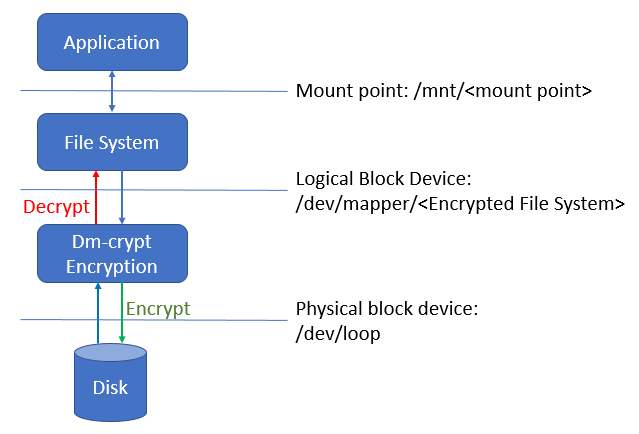 Application
Mount point: /mnt/<mount point>
File System
Logical Block Device:
/dev/mapper/<Encrypted File System>
Decrypt
Dm-crypt
Encryption
Encrypt
Physical block device:
/dev/loop
Disk